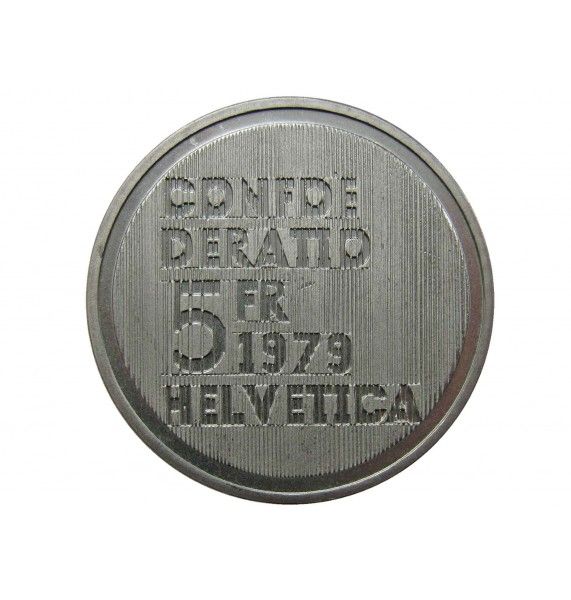 CONFOE
DERATIO
5 FR
1979
HELVETICA